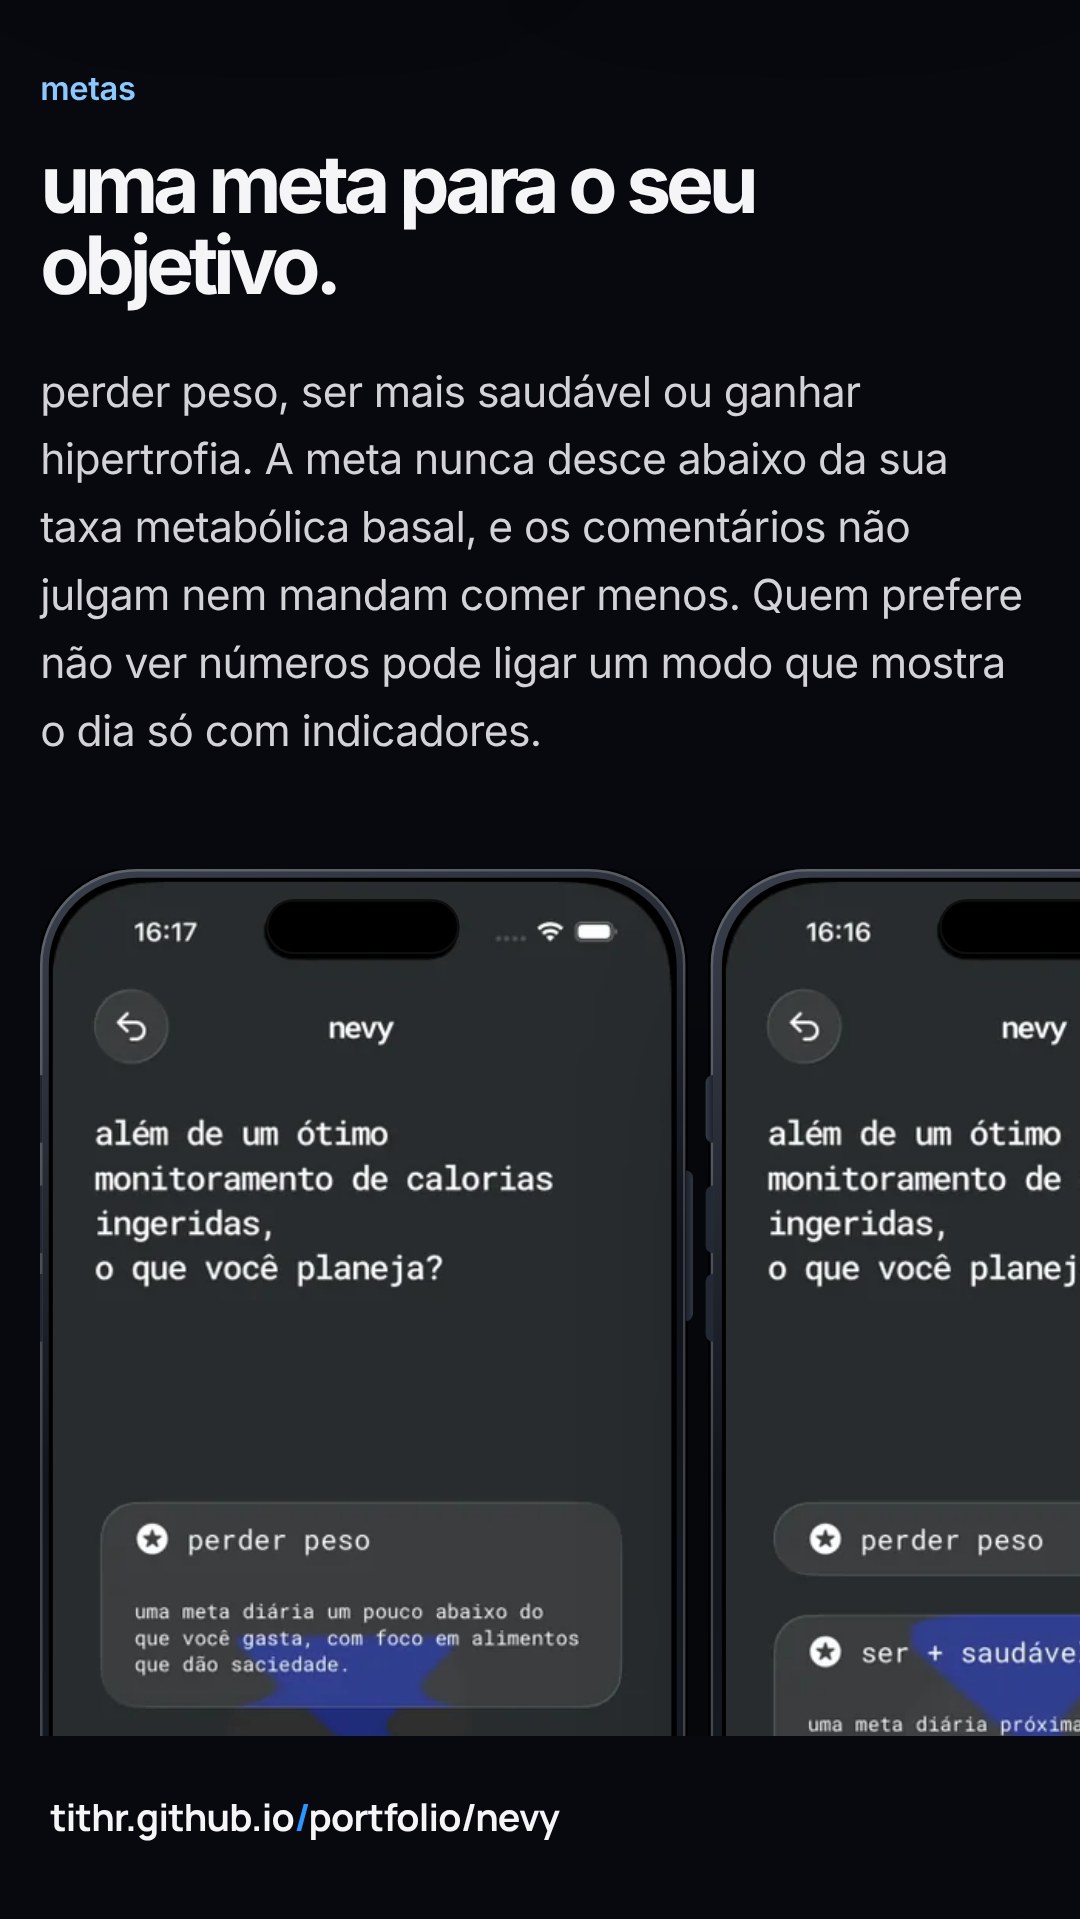 metas
uma meta para o seu
objetivo.
perder peso, ser mais saudável ou ganhar
hipertrofia. A meta nunca desce abaixo da sua
taxa metabólica basal, e os comentários não
julgam nem mandam comer menos. Quem prefere
não ver números pode ligar um modo que mostra
o dia só com indicadores.
16:17
nevy
além de um ótimo
monitoramento de calorias
ingeridas,
o que você planeja?
perder peso
uma meta diária um pouco abaixo do
que você gasta, com foco em alimentos
que dão saciedade.
16:16
nevy
além de um ótimo
monitoramento de
ingeridas,
o que você planej
perder peso
ser + saudáve
uma meta diária próxima
tithr.github.io/portfolio/nevy